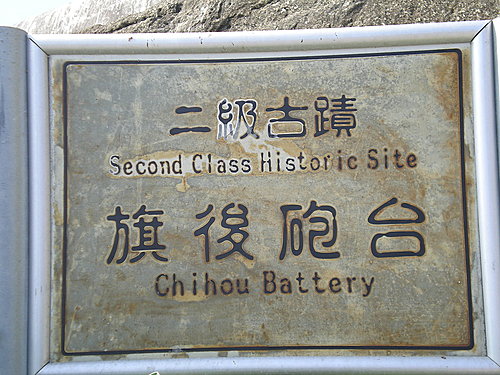 二級古蹟
Second Class Historic Site
旗後砲台
Chihou Battery